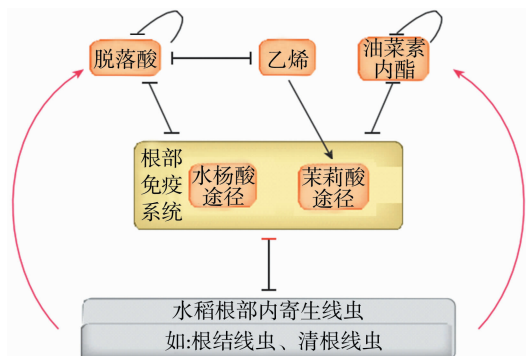 脱落酸
乙烯
油菜素
内酯
根部
免疫
系统
水杨酸
途径
茉莉酸
途径
水稻根部内寄生线虫
如:根结线虫、清根线虫